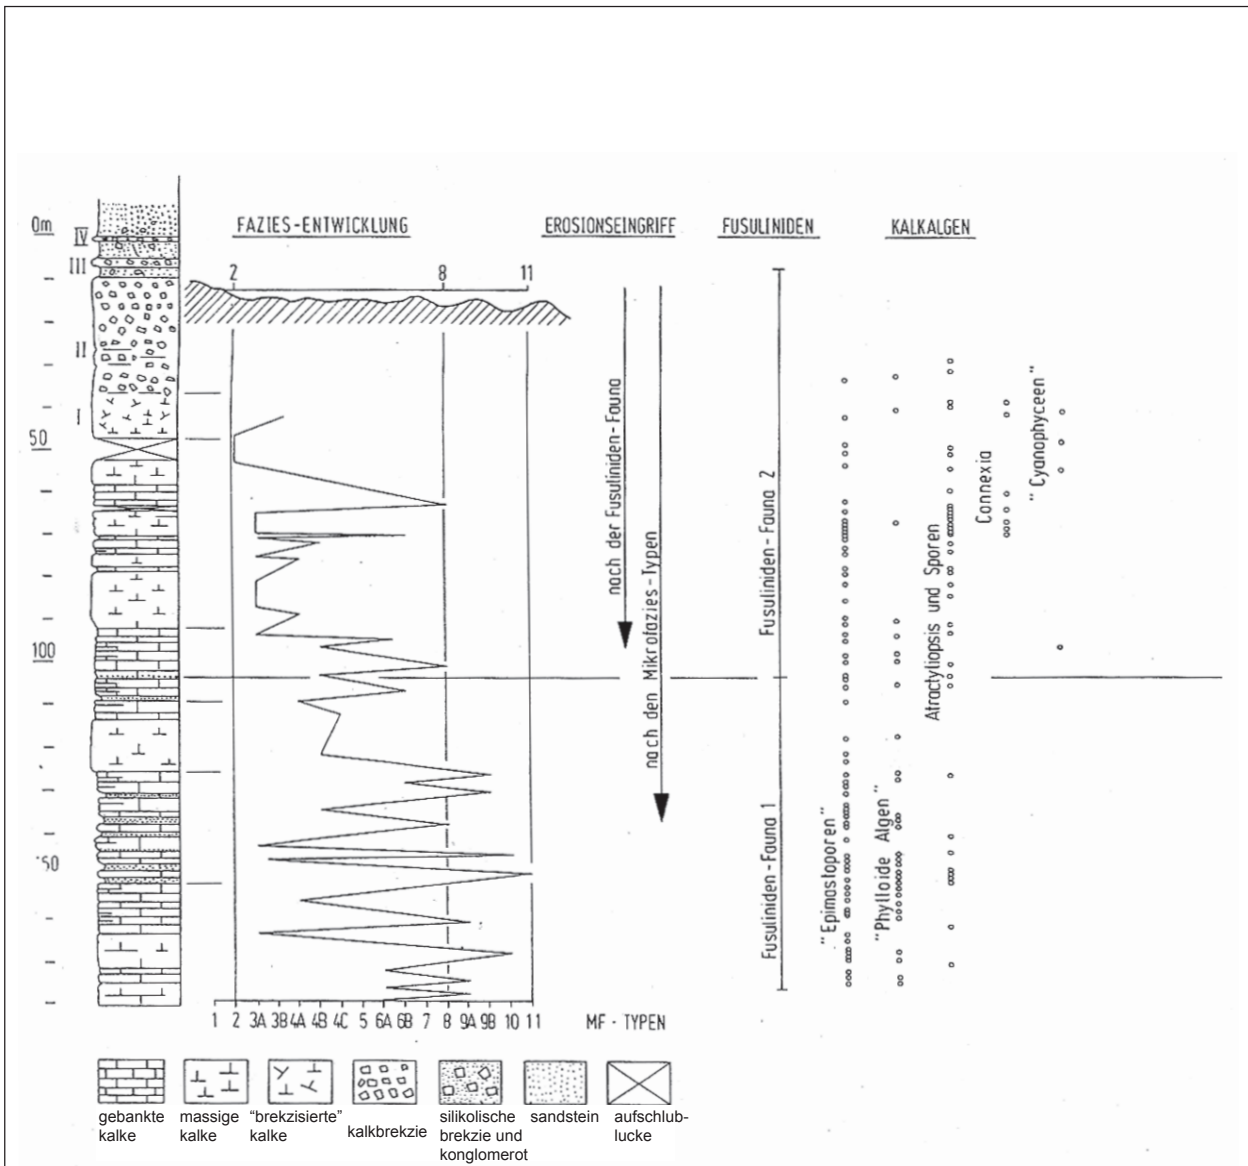 FAZIES-ENTWICKLUNG
EROSIONSEINGRIFF
FUSULINIDEN
KALKALGEN
0m
IV
III
2
8
11
II
I
50
100
150
nach der Fusuliniden-Fauna
nach den Mikrofazies-Typen
Fusuliniden-Fauna 2
Fusuliniden-Fauna 1
"Epimastoporen"
"Phylloide Algen"
Atractyliopsis und Sporen
Connexia
"Cyanophyceen"
1 2 3A 3B 4A 4B 4C 5 6A 6B 7 8 9A 9B 10 11 MF - TYPEN
gebankte
kalke
massige
kalke
"brekzisierte"
kalke
kalkbrekzie
silikolische
brekzie und
konglomerot
sandstein
aufschlub-
lucke